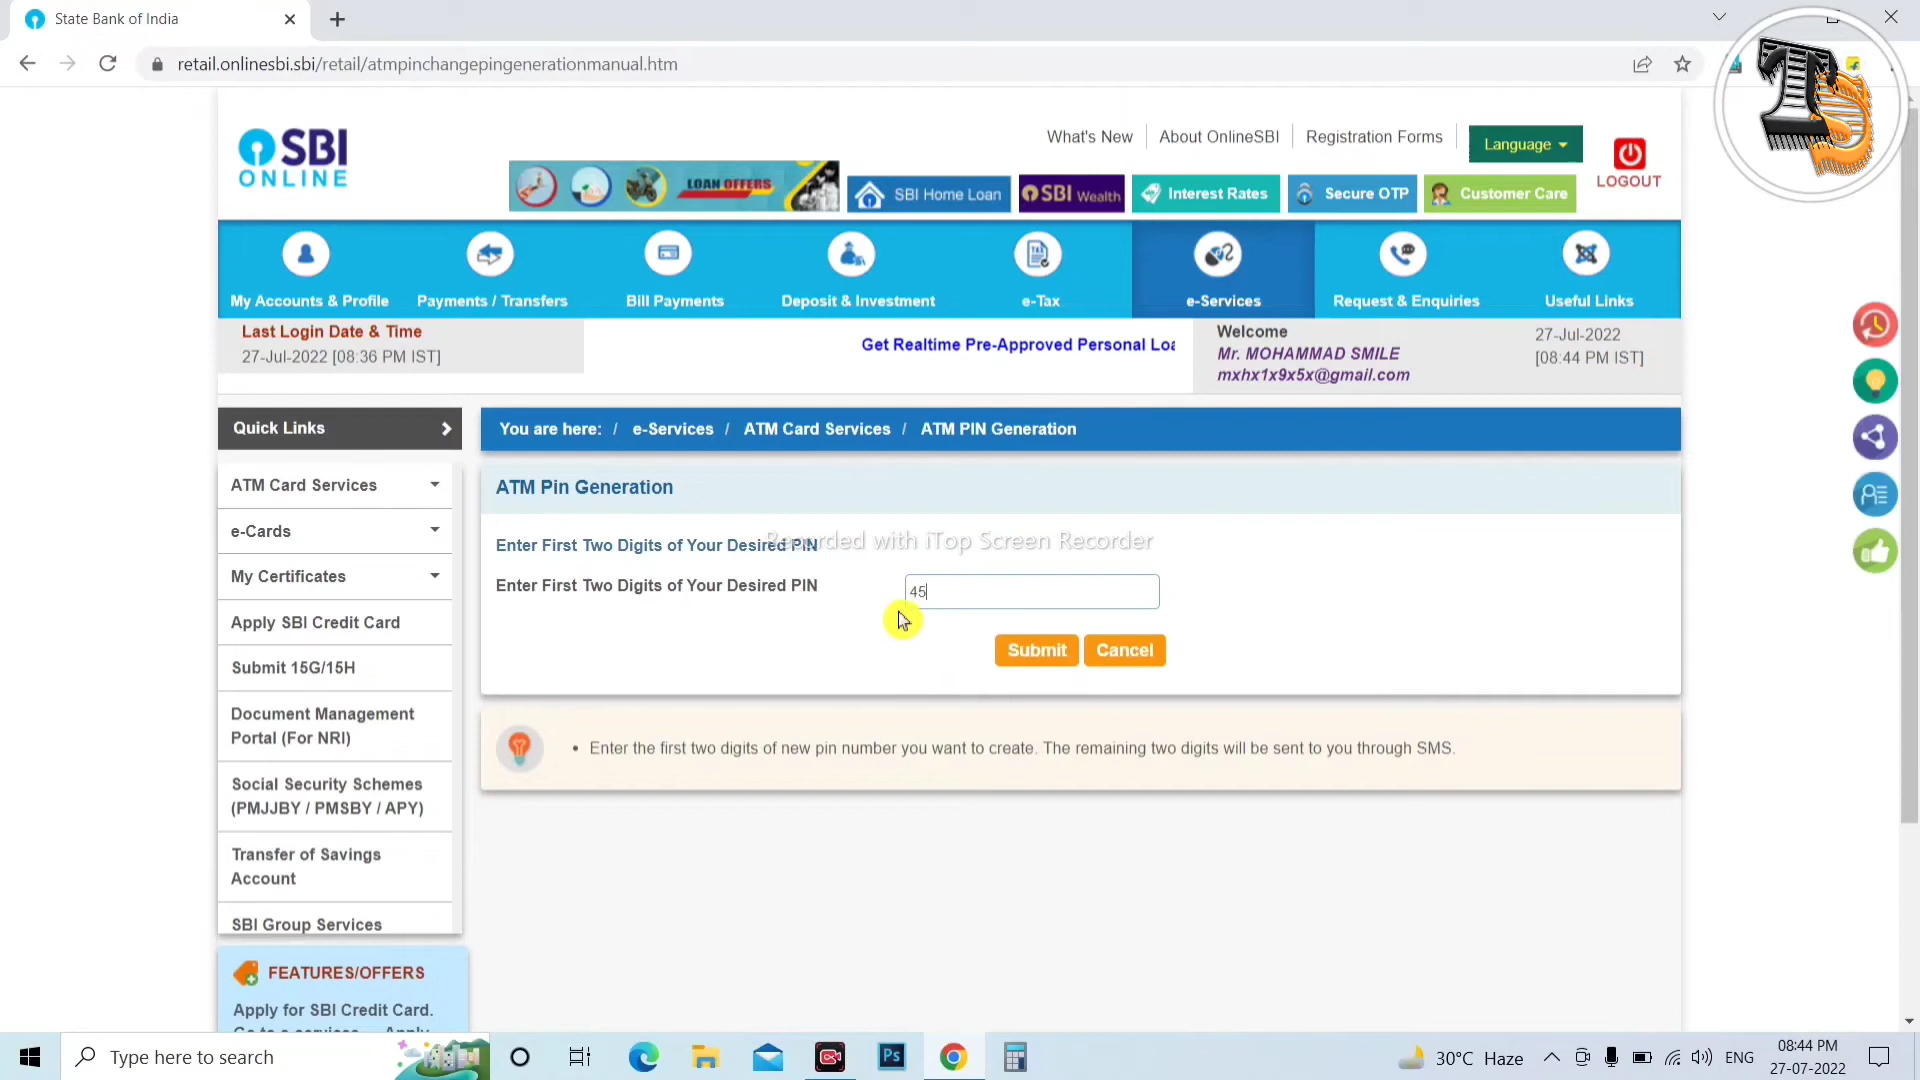 State Bank of India
retail.onlinesbi.sbi/retail/atmpinchangepingenerationmanual.htm
TS
SBI
ONLINE
What's New
About OnlineSBI
Registration Forms
Language
LOGOUT
LOAN OFFERS
SBI Home Loan
SBI Wealth
Interest Rates
Secure OTP
Customer Care
My Accounts & Profile
Payments / Transfers
Bill Payments
Deposit & Investment
e-Tax
e-Services
Request & Enquiries
Useful Links
Last Login Date & Time
27-Jul-2022 [08:36 PM IST]
Get Realtime Pre-Approved Personal Loa
Welcome
Mr. MOHAMMAD SMILE
mxhx1x9x5x@gmail.com
27-Jul-2022
[08:44 PM IST]
Quick Links
You are here: / e-Services / ATM Card Services / ATM PIN Generation
ATM Card Services
e-Cards
My Certificates
Apply SBI Credit Card
Submit 15G/15H
Document Management
Portal (For NRI)
Social Security Schemes
(PMJJBY / PMSBY / APY)
Transfer of Savings
Account
SBI Group Services
ATM Pin Generation
Enter First Two Digits of Your Desired PIN
Recorded with iTop Screen Recorder
Enter First Two Digits of Your Desired PIN
45
Submit
Cancel
• Enter the first two digits of new pin number you want to create. The remaining two digits will be sent to you through SMS.
FEATURES/OFFERS
Apply for SBI Credit Card.
Go to e-services Apply
Type here to search
Ps
30°C Haze
ENG
08:44 PM
27-07-2022